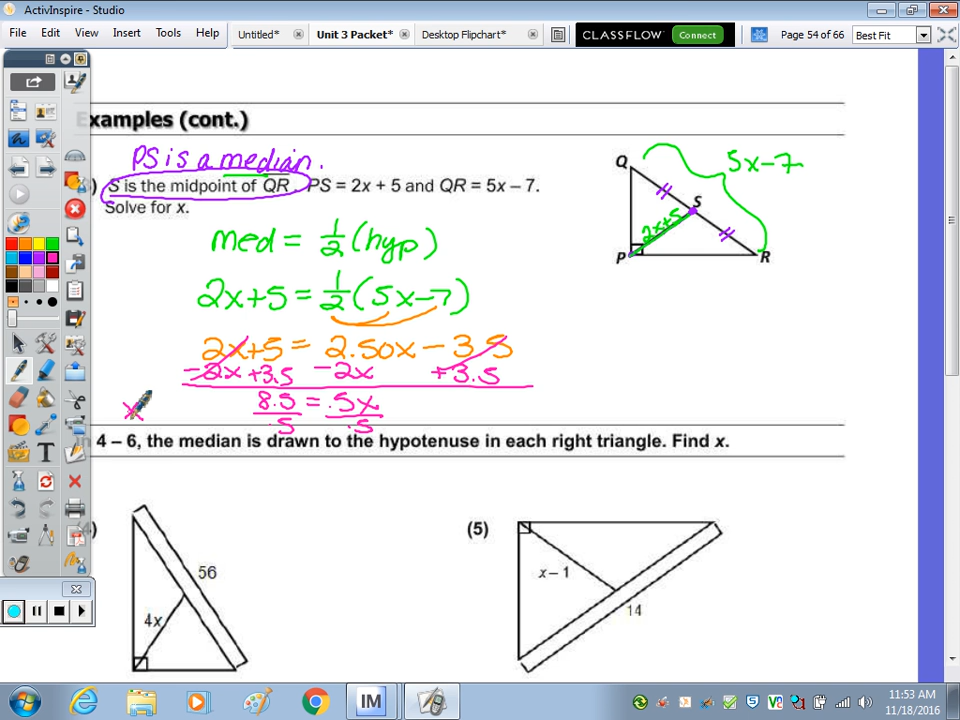 ActivInspire - Studio
File Edit View Insert Tools Help Untitled* Unit 3 Packet* Desktop Flipchart* CLASSFLOW Connect Page 54 of 66 Best Fit
Examples (cont.)
PS is a median.
) S is the midpoint of QR. PS = 2x + 5 and QR = 5x – 7.
Solve for x.
Q
5x-7
S
2x+5
P
R
med = 1/2 (hyp)
2x+5 = 1/2 (5x-7)
2x+5 = 2.50x - 3.5
-2x +3.5 -2x +3.5
8.5 = .5x
.5 .5
x
4 – 6, the median is drawn to the hypotenuse in each right triangle. Find x.
56
4x
(5)
x – 1
14
IM
11:53 AM
11/18/2016